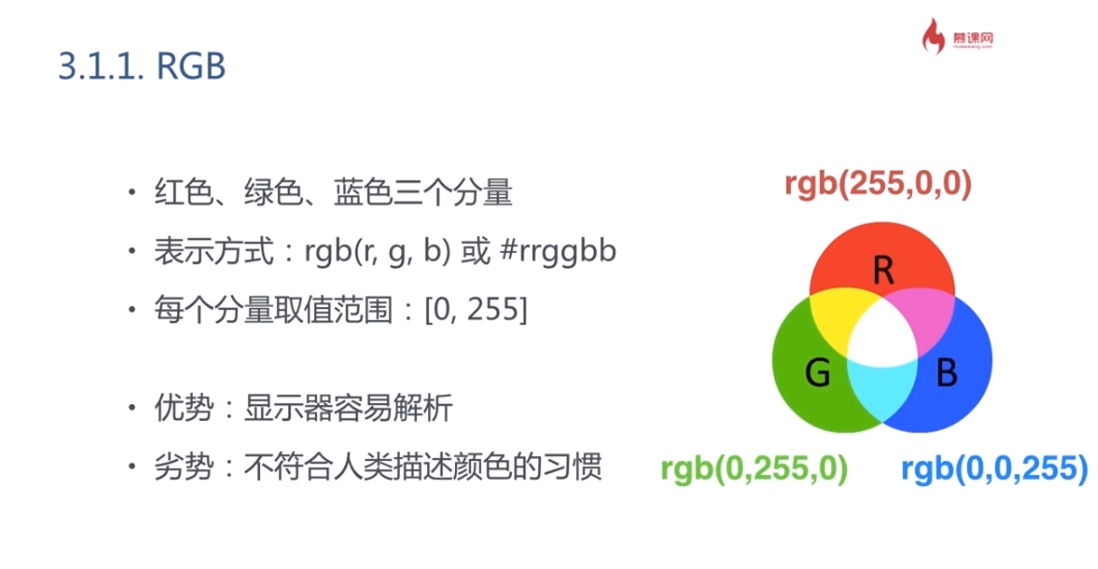 慕课网
3.1.1. RGB
• 红色、绿色、蓝色三个分量
• 表示方式：rgb(r, g, b) 或 #rrggbb
• 每个分量取值范围：[0, 255]
• 优势：显示器容易解析
• 劣势：不符合人类描述颜色的习惯
rgb(255,0,0)
R
G
B
rgb(0,255,0)
rgb(0,0,255)